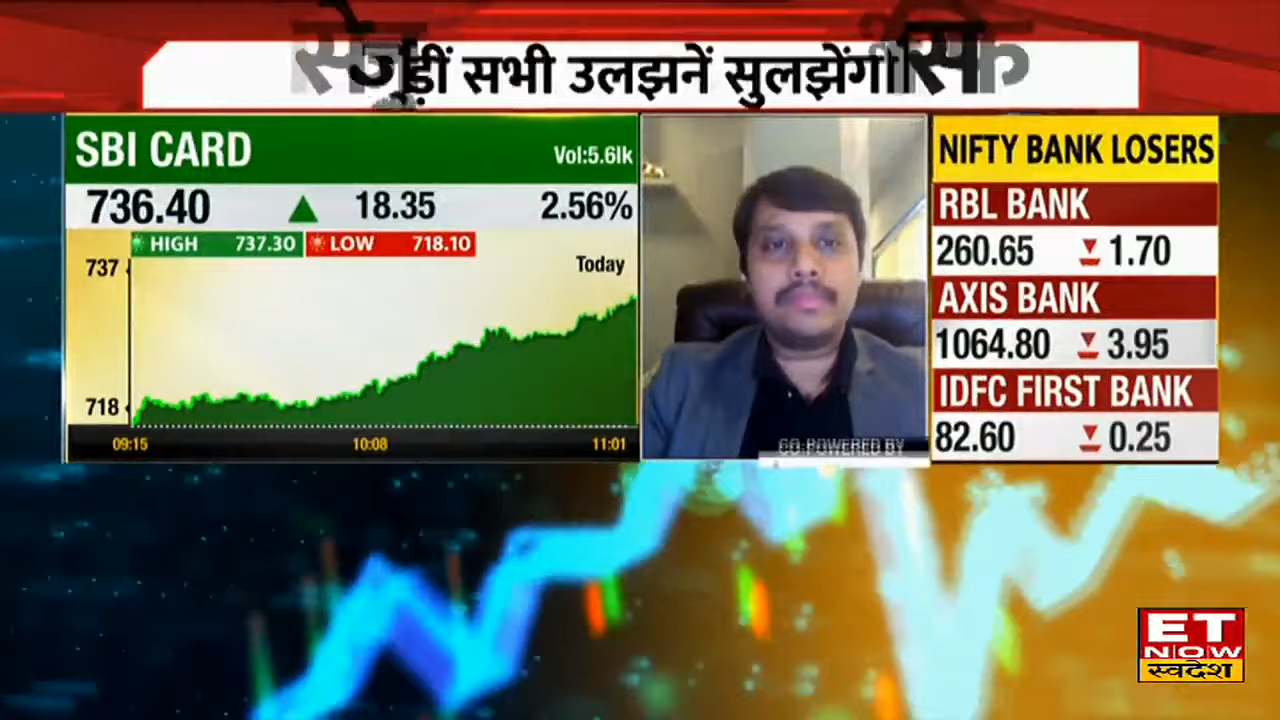 जुड़ीं सभी उलझनें सुलझेंगी
SBI CARD
Vol:5.6lk
736.40 ▲ 18.35 2.56%
HIGH 737.30 LOW 718.10
Today
737
718
09:15 10:08 11:01
CO-POWERED BY
NIFTY BANK LOSERS
RBL BANK
260.65 1.70
AXIS BANK
1064.80 3.95
IDFC FIRST BANK
82.60 0.25
ET
NOW
स्वदेश